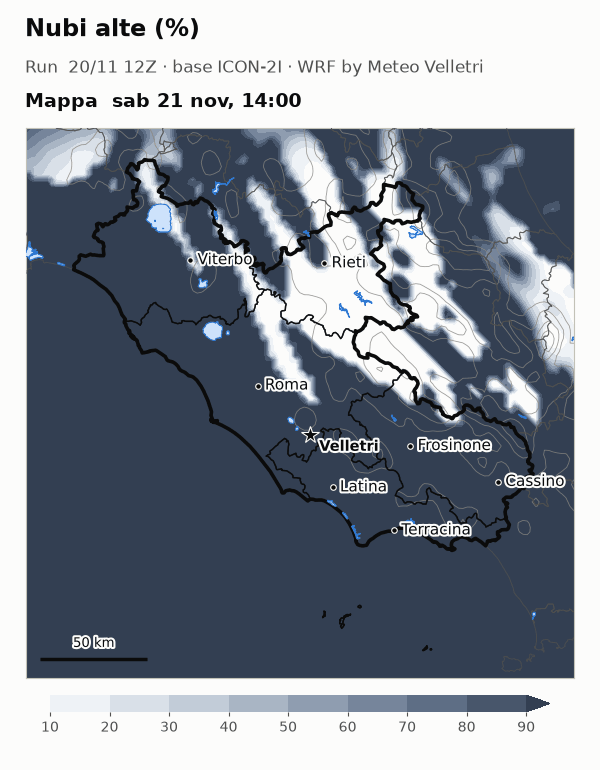 Nubi alte (%)
Run  20/11 12Z · base ICON-2I · WRF by Meteo Velletri
Mappa  sab 21 nov, 14:00
Viterbo
Rieti
Roma
Velletri
Frosinone
Cassino
Latina
Terracina
50 km
10 20 30 40 50 60 70 80 90